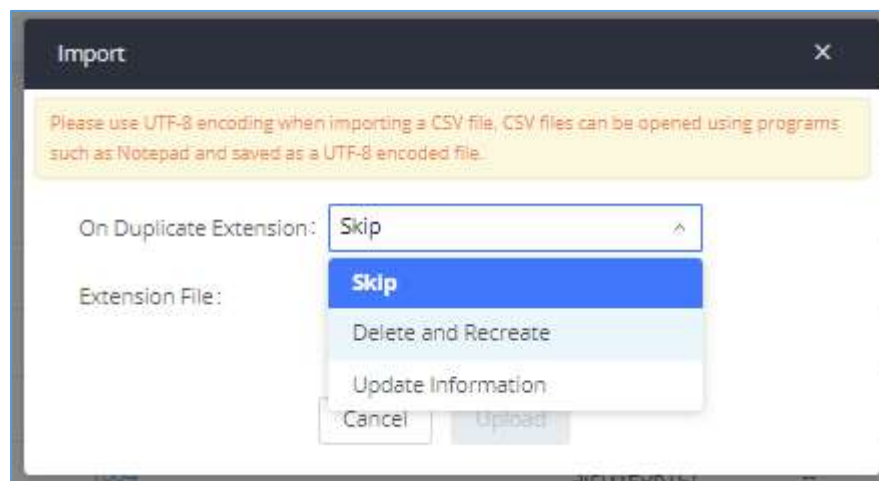 Import
Please use UTF-8 encoding when importing a CSV file, CSV files can be opened using programs
such as Notepad and saved as a UTF-8 encoded file.
On Duplicate Extension: Skip
Skip
Extension File:
Delete and Recreate
Update Information
Cancel Upload